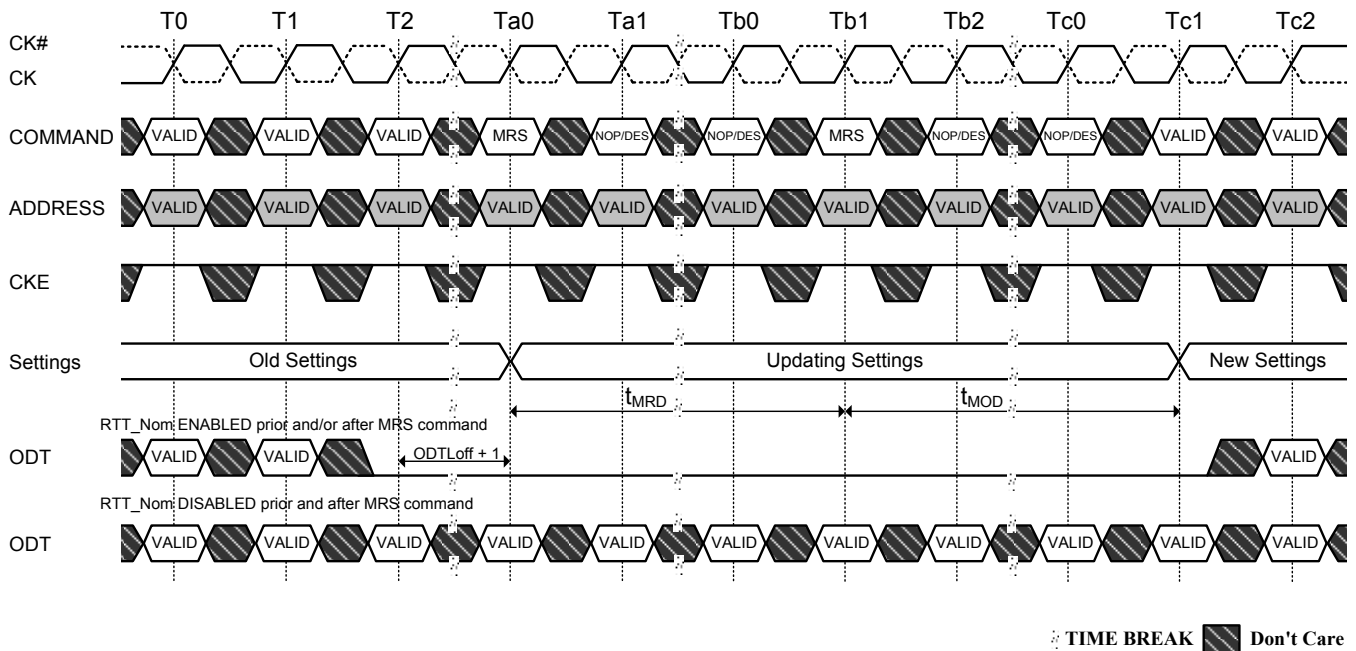 T0 T1 T2 Ta0 Ta1 Tb0 Tb1 Tb2 Tc0 Tc1 Tc2
CK#
CK
COMMAND VALID VALID VALID MRS NOP/DES NOP/DES MRS NOP/DES NOP/DES VALID VALID
ADDRESS VALID VALID VALID VALID VALID VALID VALID VALID VALID VALID VALID
CKE
Settings Old Settings Updating Settings New Settings
tMRD tMOD
RTT_Nom ENABLED prior and/or after MRS command
ODT VALID VALID ODTLoff + 1 VALID
RTT_Nom DISABLED prior and after MRS command
ODT VALID VALID VALID VALID VALID VALID VALID VALID VALID VALID VALID
TIME BREAK Don't Care